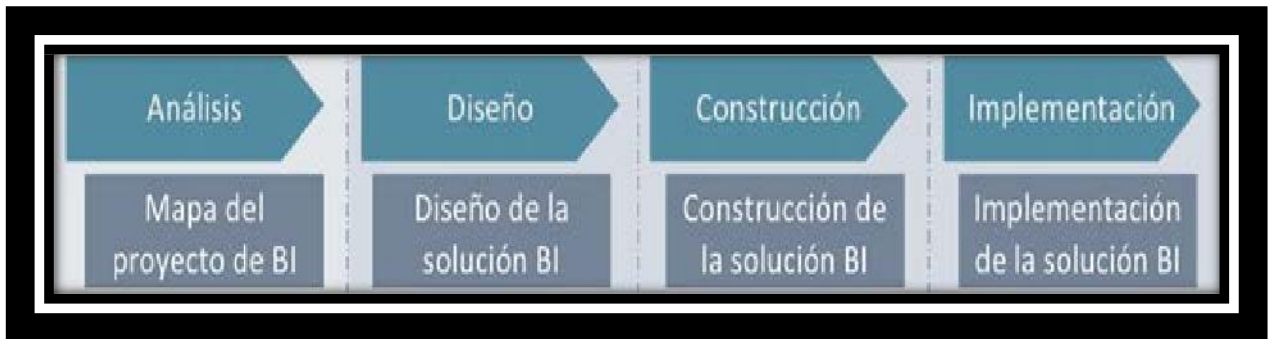 Análisis
Diseño
Construcción
Implementación
Mapa del
proyecto de BI
Diseño de la
solución BI
Construcción de
la solución BI
Implementación
de la solución BI